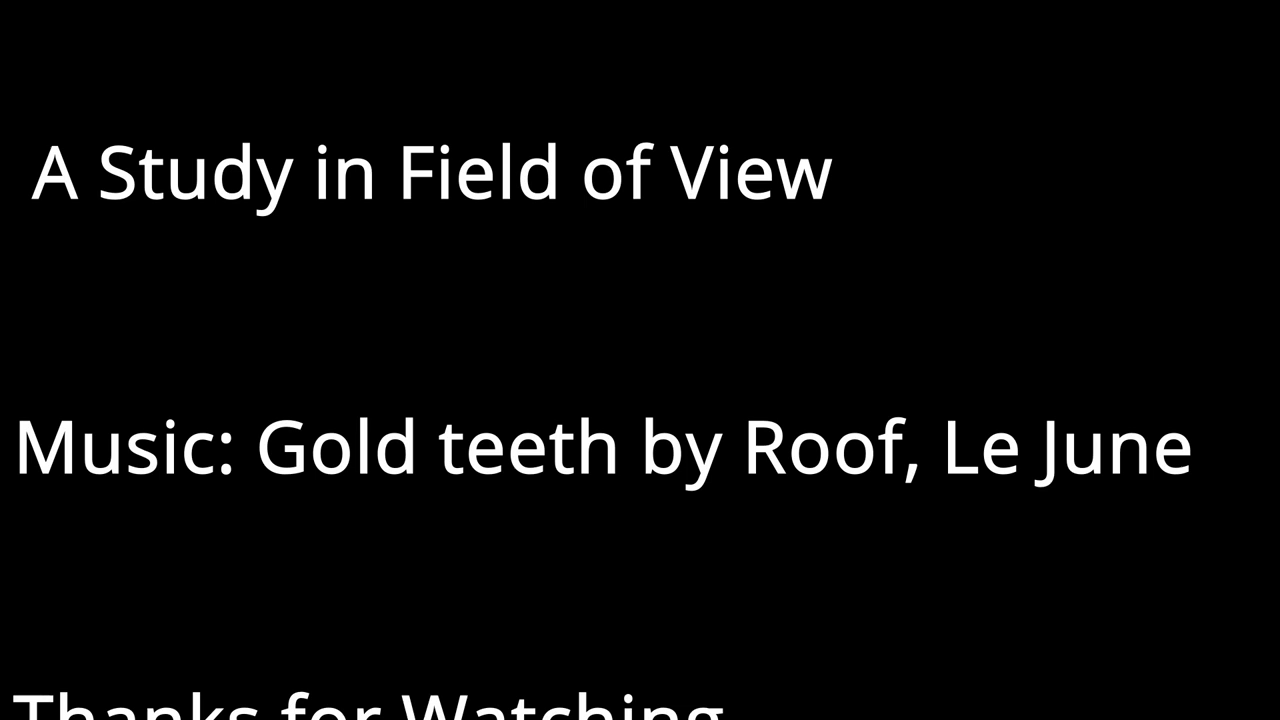 A Study in Field of View
Music: Gold teeth by Roof, Le June
Thanks for Watching